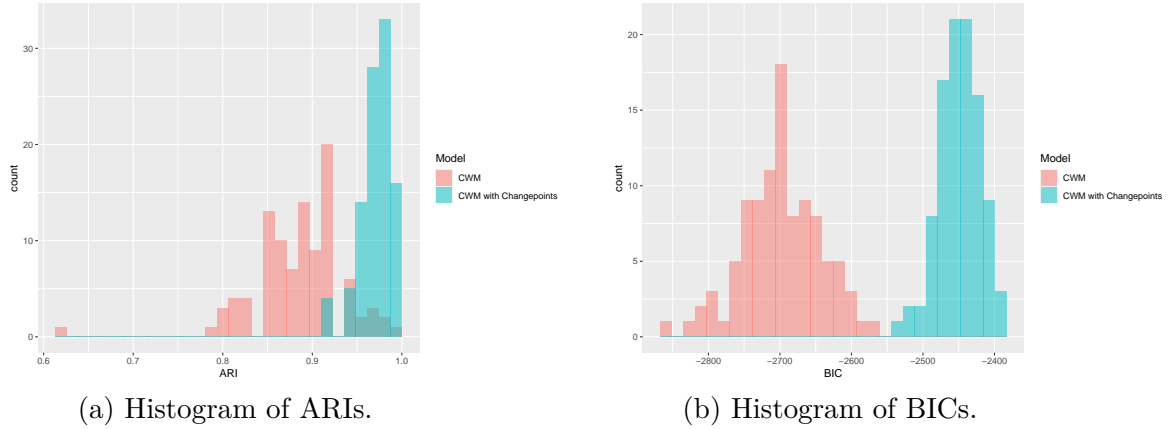 30
20
10
0
count
0.6 0.7 0.8 0.9 1.0
ARI
Model
CWM
CWM with Changepoints
(a) Histogram of ARIs.
20
15
10
5
0
count
−2800 −2700 −2600 −2500 −2400
BIC
Model
CWM
CWM with Changepoints
(b) Histogram of BICs.